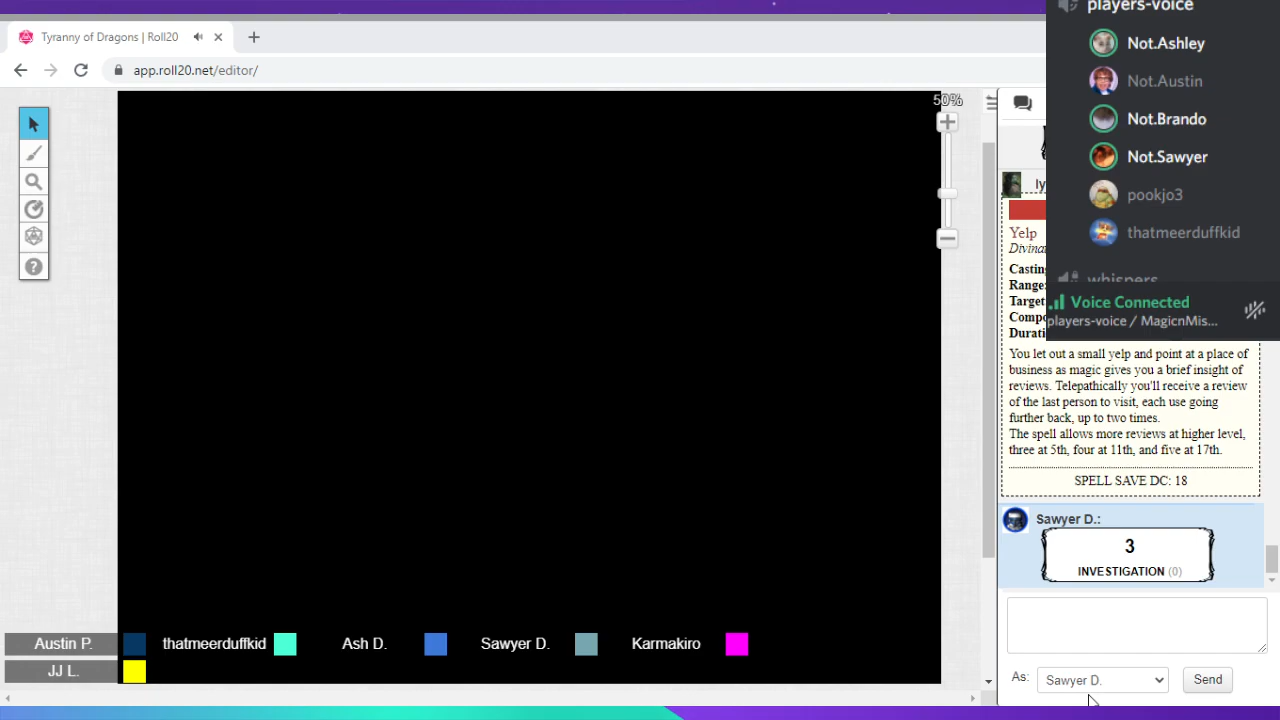 players-voice
Tyranny of Dragons | Roll20
Not.Ashley
app.roll20.net/editor/
Not.Austin
50%
Not.Brando
Not.Sawyer
pookjo3
thatmeerduffkid
Yelp
whispers
Voice Connected
players-voice / MagicnMis...
You let out a small yelp and point at a place of
business as magic gives you a brief insight of
reviews. Telepathically you'll receive a review
of the last person to visit, each use going
further back, up to two times.
The spell allows more reviews at higher level,
three at 5th, four at 11th, and five at 17th.
SPELL SAVE DC: 18
Sawyer D.:
3
INVESTIGATION (0)
Austin P. thatmeerduffkid Ash D. Sawyer D. Karmakiro
JJ L.
As: Sawyer D. Send